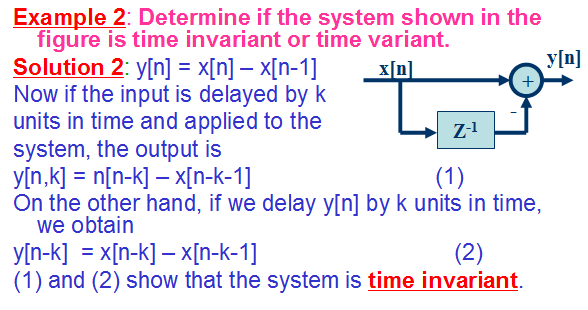 Example 2: Determine if the system shown in the
figure is time invariant or time variant.
Solution 2: y[n] = x[n] – x[n-1]
Now if the input is delayed by k
units in time and applied to the
system, the output is
y[n,k] = n[n-k] – x[n-k-1] (1)
On the other hand, if we delay y[n] by k units in time,
we obtain
y[n-k] = x[n-k] – x[n-k-1] (2)
(1) and (2) show that the system is time invariant.
x[n]
y[n]
+
-
Z-1